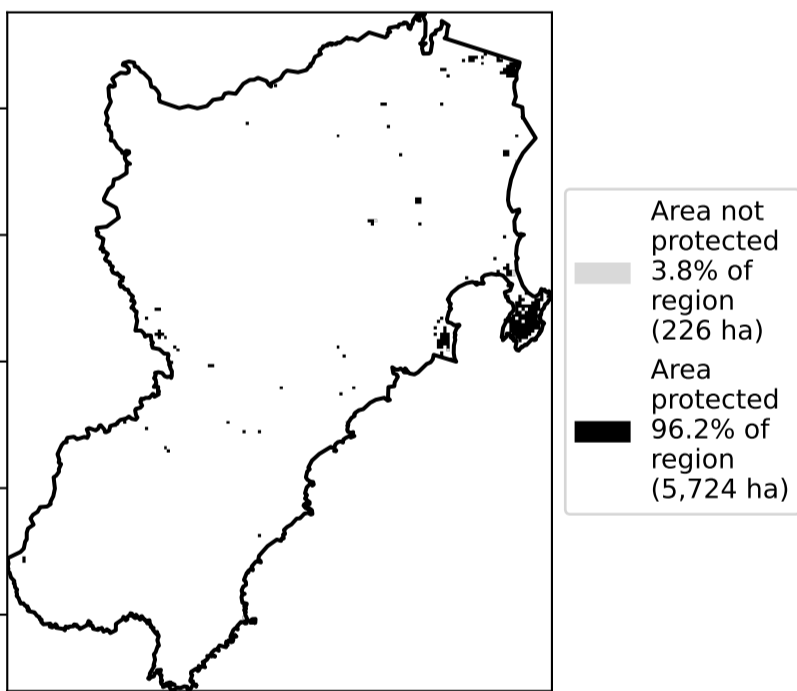 Area not
protected
3.8% of
region
(226 ha)
Area
protected
96.2% of
region
(5,724 ha)